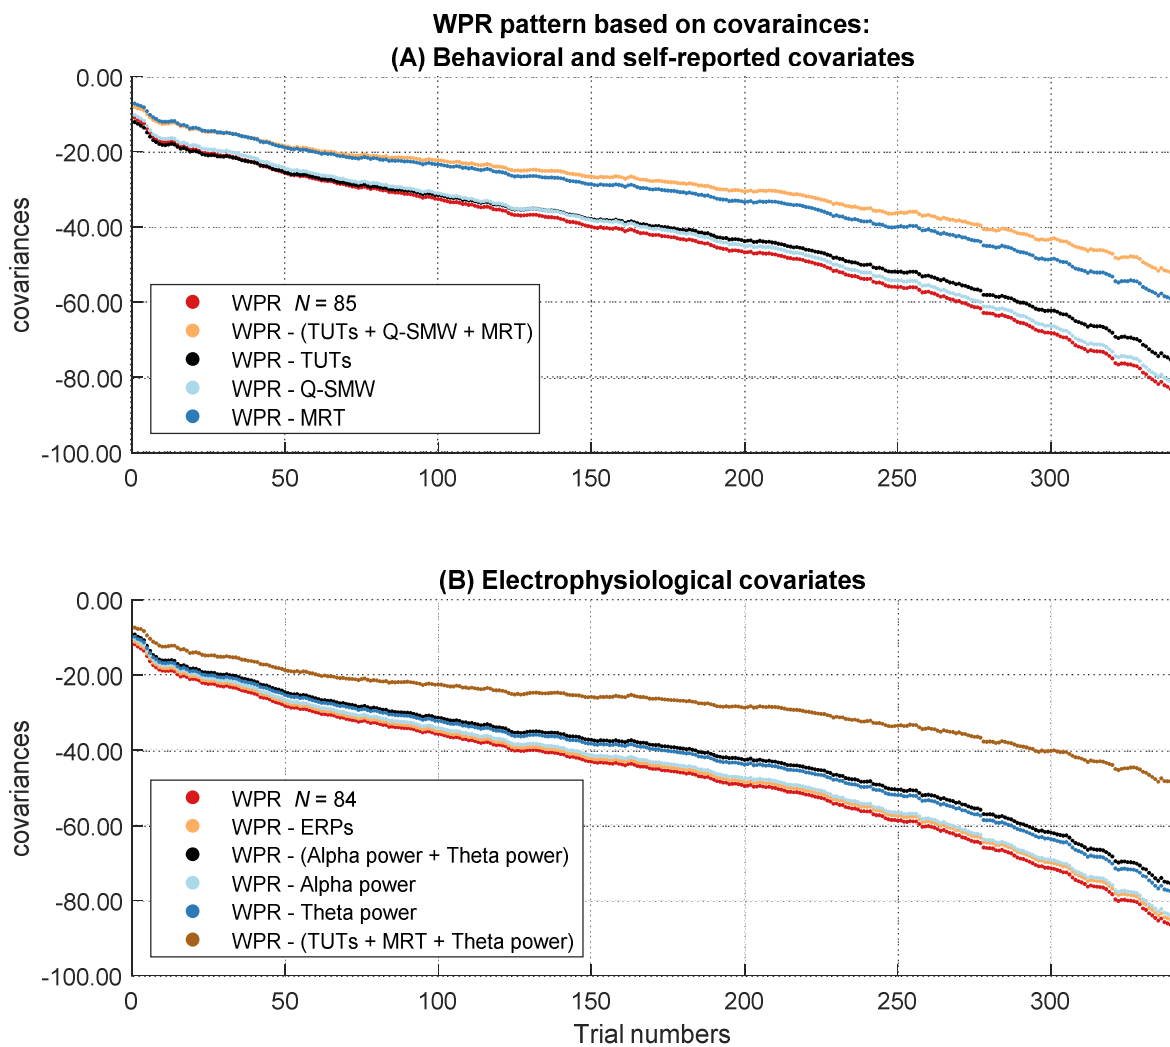 WPR pattern based on covarainces:
(A) Behavioral and self-reported covariates
0.00
-20.00
-40.00
-60.00
-80.00
-100.00
covariances
WPR N = 85
WPR - (TUTs + Q-SMW + MRT)
WPR - TUTs
WPR - Q-SMW
WPR - MRT
0 50 100 150 200 250 300
(B) Electrophysiological covariates
0.00
-20.00
-40.00
-60.00
-80.00
-100.00
covariances
WPR N = 84
WPR - ERPs
WPR - (Alpha power + Theta power)
WPR - Alpha power
WPR - Theta power
WPR - (TUTs + MRT + Theta power)
0 50 100 150 200 250 300
Trial numbers